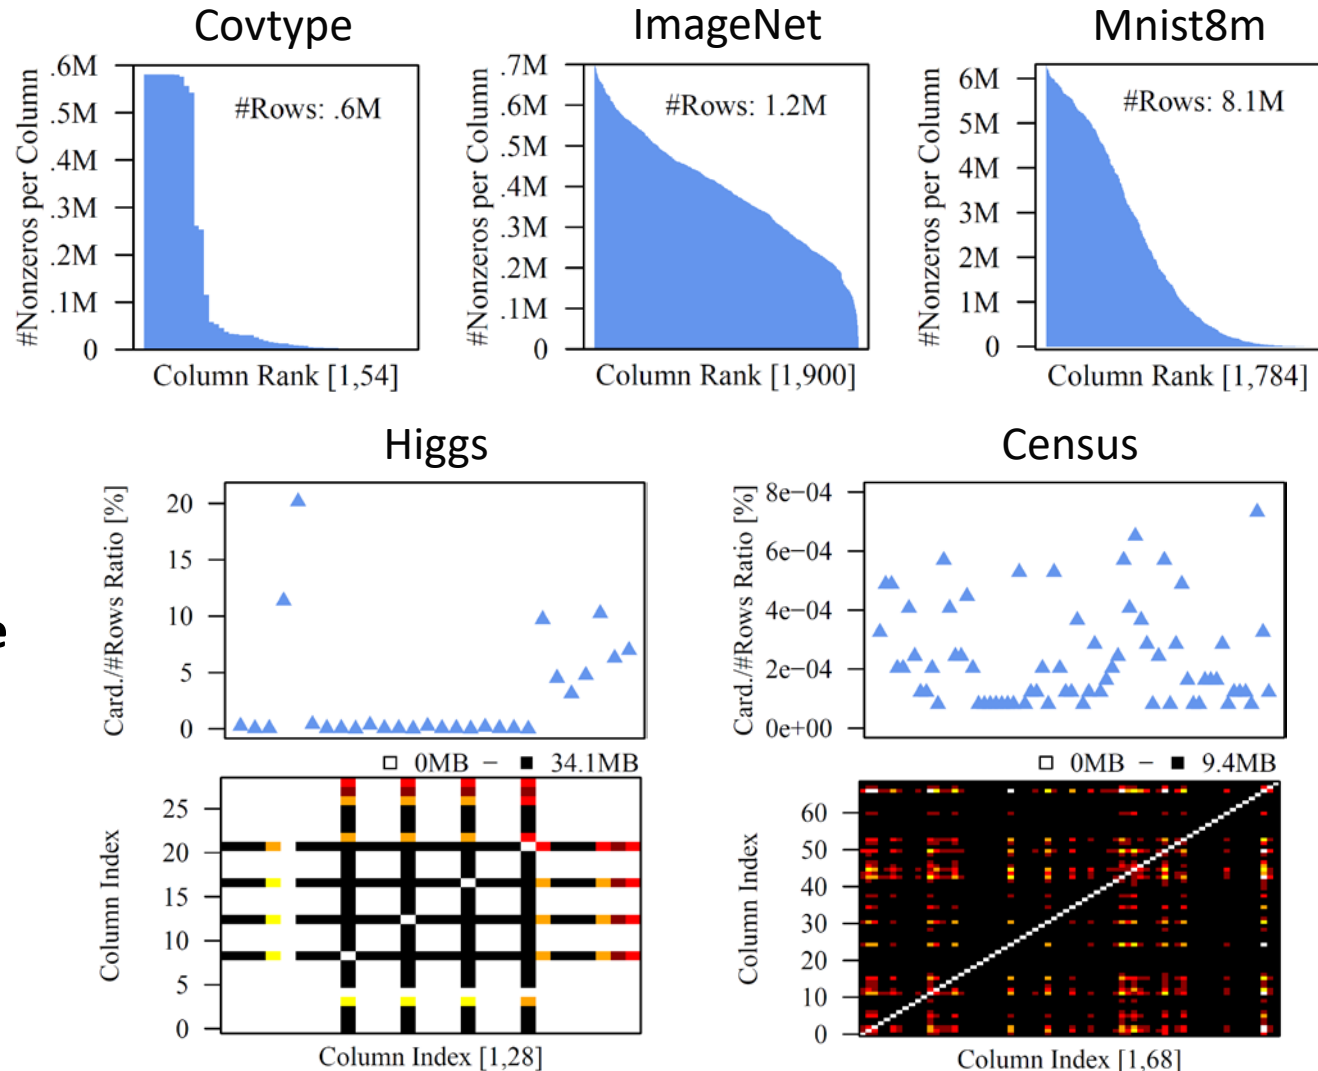 Covtype
ImageNet
Mnist8m
#Nonzeros per Column
.6M
.5M
.4M
.3M
.2M
.1M
0
#Rows: .6M
Column Rank [1,54]
#Nonzeros per Column
.7M
.6M
.5M
.4M
.3M
.2M
.1M
0
#Rows: 1.2M
Column Rank [1,900]
#Nonzeros per Column
6M
5M
4M
3M
2M
1M
0
#Rows: 8.1M
Column Rank [1,784]
e
Higgs
Card./#Rows Ratio [%]
20
15
10
5
0
0MB – 34.1MB
Column Index
25
20
15
10
5
0
Column Index [1,28]
Census
Card./#Rows Ratio [%]
8e−04
6e−04
4e−04
2e−04
0e+00
0MB – 9.4MB
Column Index
60
50
40
30
20
10
0
Column Index [1,68]